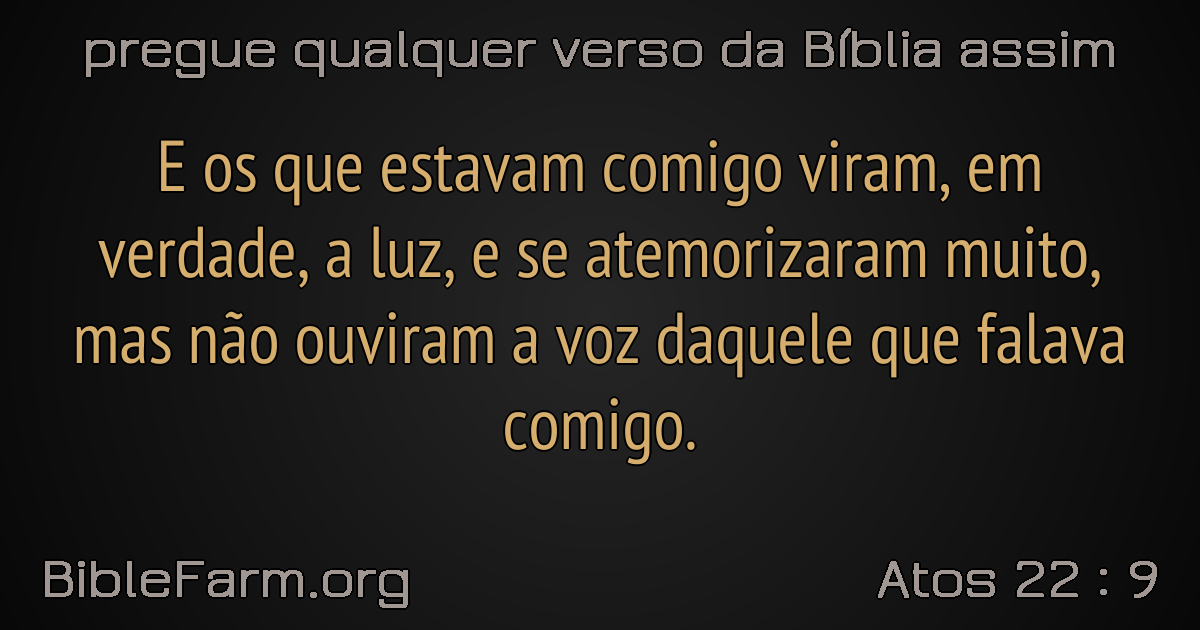 pregue qualquer verso da Bíblia assim
E os que estavam comigo viram, em
verdade, a luz, e se atemorizaram muito,
mas não ouviram a voz daquele que falava
comigo.
BibleFarm.org
Atos 22 : 9